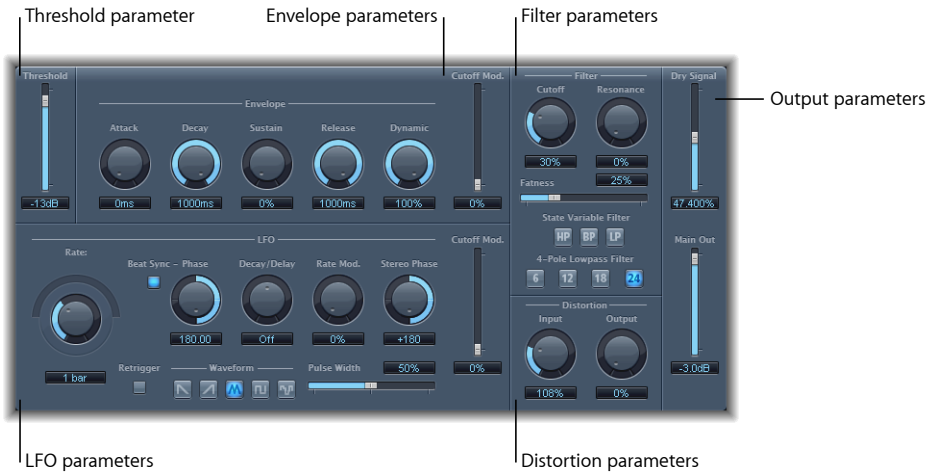 Threshold parameter
Envelope parameters
Filter parameters
Output parameters
Threshold
-13dB
Envelope
Attack
Decay
Sustain
Release
Dynamic
0ms
1000ms
0%
1000ms
100%
Cutoff Mod.
0%
Filter
Cutoff
Resonance
30%
0%
Fatness
25%
State Variable Filter
HP
BP
LP
4-Pole Lowpass Filter
6
12
18
24
Dry Signal
47.400%
Main Out
-3.0dB
LFO
Rate:
1 bar
Beat Sync – Phase
Decay/Delay
Rate Mod.
Stereo Phase
180.00
Off
0%
+180
Cutoff Mod.
0%
Retrigger
Waveform
Pulse Width
50%
Distortion
Input
Output
108%
0%
LFO parameters
Distortion parameters